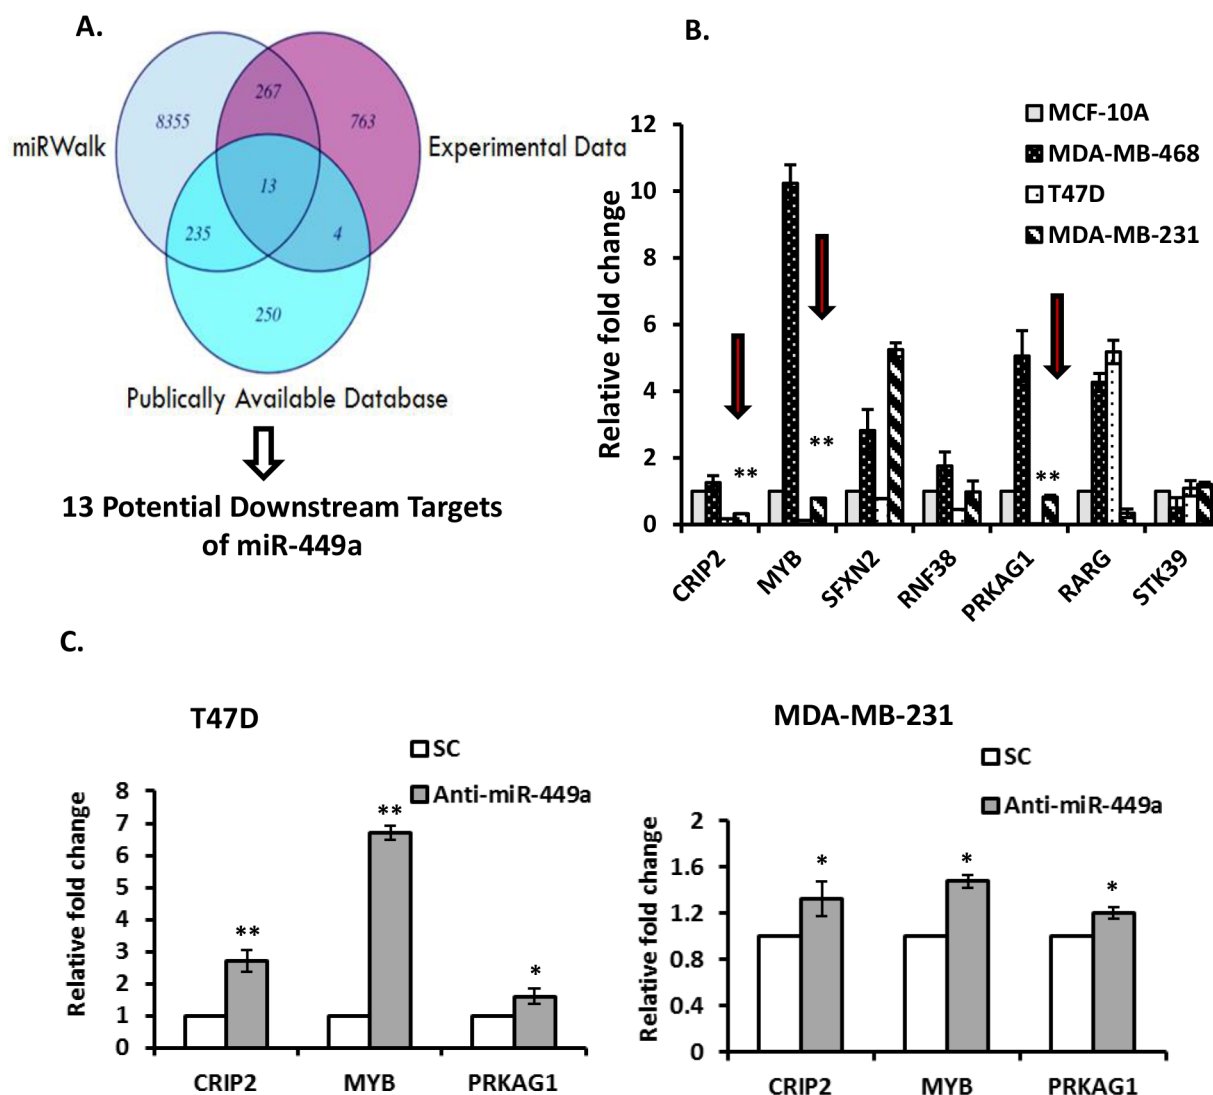 A.
267
8355
763
miRWalk
Experimental Data
13
235
4
250
Publically Available Database
13 Potential Downstream Targets
of miR-449a
B.
MCF-10A
MDA-MB-468
T47D
MDA-MB-231
Relative fold change
12
10
8
6
4
2
0
**
**
**
CRIP2
MYB
SFXN2
RNF38
PRKAG1
RARG
STK39
C.
T47D
SC
Anti-miR-449a
Relative fold change
8
7
6
5
4
3
2
1
0
**
**
*
CRIP2
MYB
PRKAG1
MDA-MB-231
SC
Anti-miR-449a
Relative fold change
2
1.6
1.2
0.8
0.4
0
*
*
*
CRIP2
MYB
PRKAG1